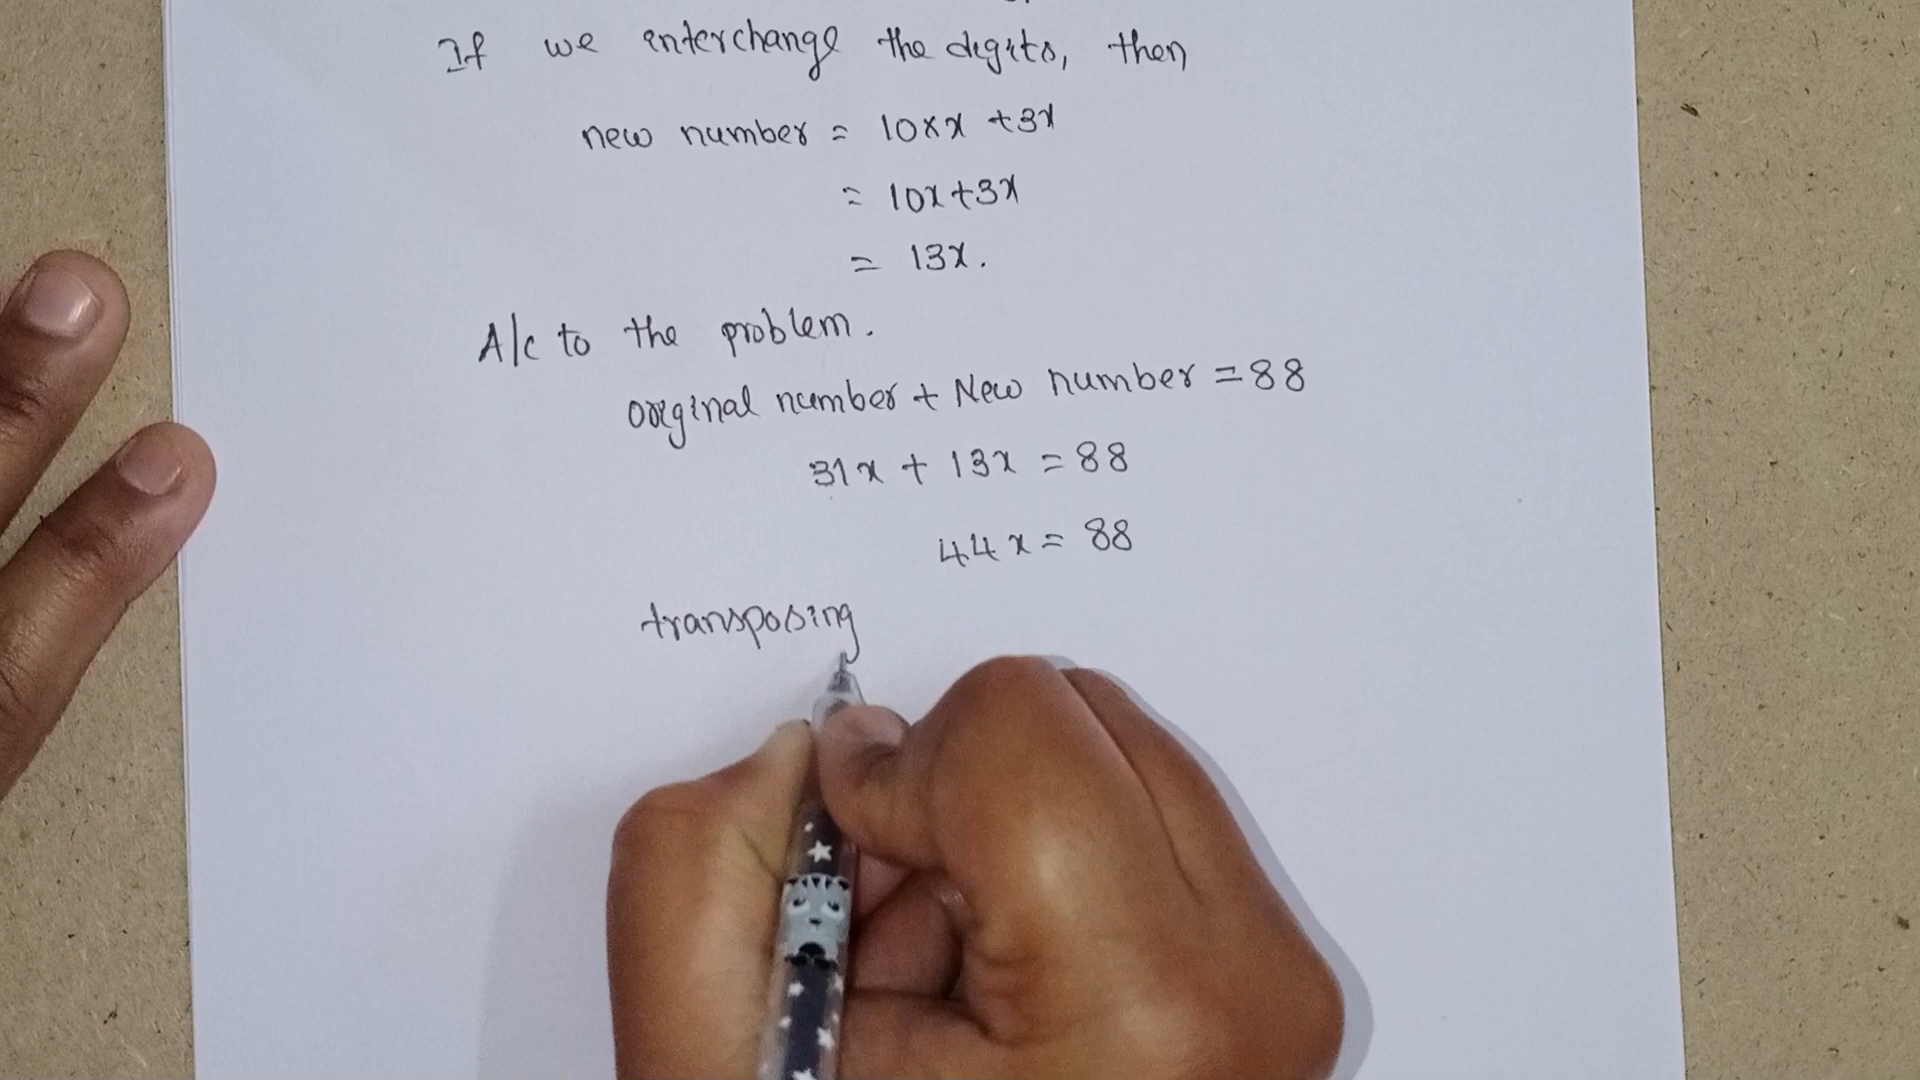 If we interchange the digits, then
new number = 10×x +3x
= 10x+3x
= 13x.
A/c to the problem.
original number + New number =88
31x + 13x =88
44x = 88
transposing